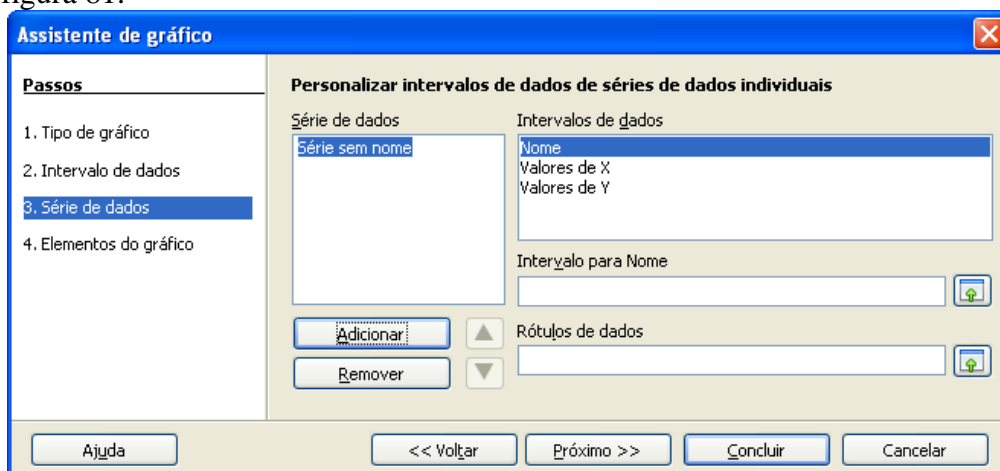 figura 61.
Assistente de gráfico
Passos
1. Tipo de gráfico
2. Intervalo de dados
3. Série de dados
4. Elementos do gráfico
Personalizar intervalos de dados de séries de dados individuais
Série de dados
Série sem nome
Adicionar
Remover
Intervalos de dados
Nome
Valores de X
Valores de Y
Intervalo para Nome
Rótulos de dados
Ajuda
<< Voltar
Próximo >>
Concluir
Cancelar